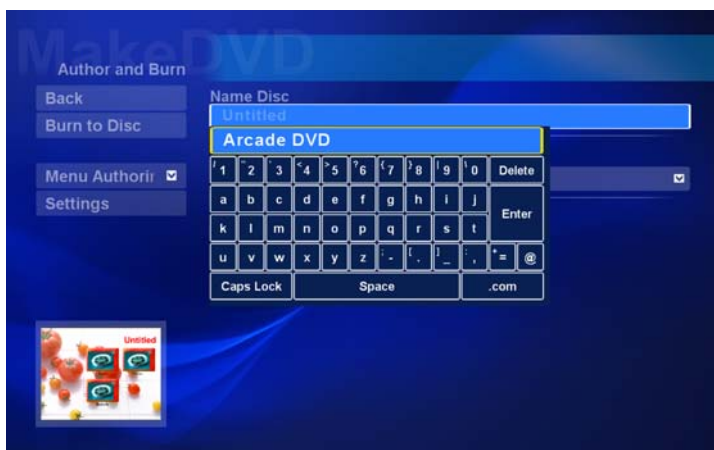 MakeDVD
Author and Burn
Back
Burn to Disc
Menu Authorir
Settings
Name Disc
Untitled
Arcade DVD
1 2 3 4 5 6 7 8 9 0 Delete
a b c d e f g h i j
Enter
k l m n o p q r s t
u v w x y z - . _ , = @
Caps Lock Space .com
Untitled